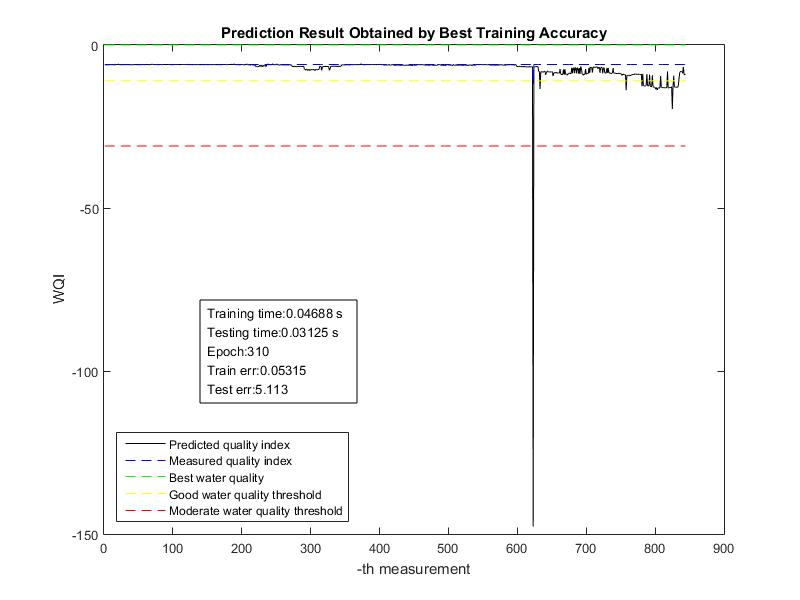 Prediction Result Obtained by Best Training Accuracy
0
-50
-100
-150
WQI
Training time:0.04688 s
Testing time:0.03125 s
Epoch:310
Train err:0.05315
Test err:5.113
Predicted quality index
Measured quality index
Best water quality
Good water quality threshold
Moderate water quality threshold
0 100 200 300 400 500 600 700 800 900
-th measurement